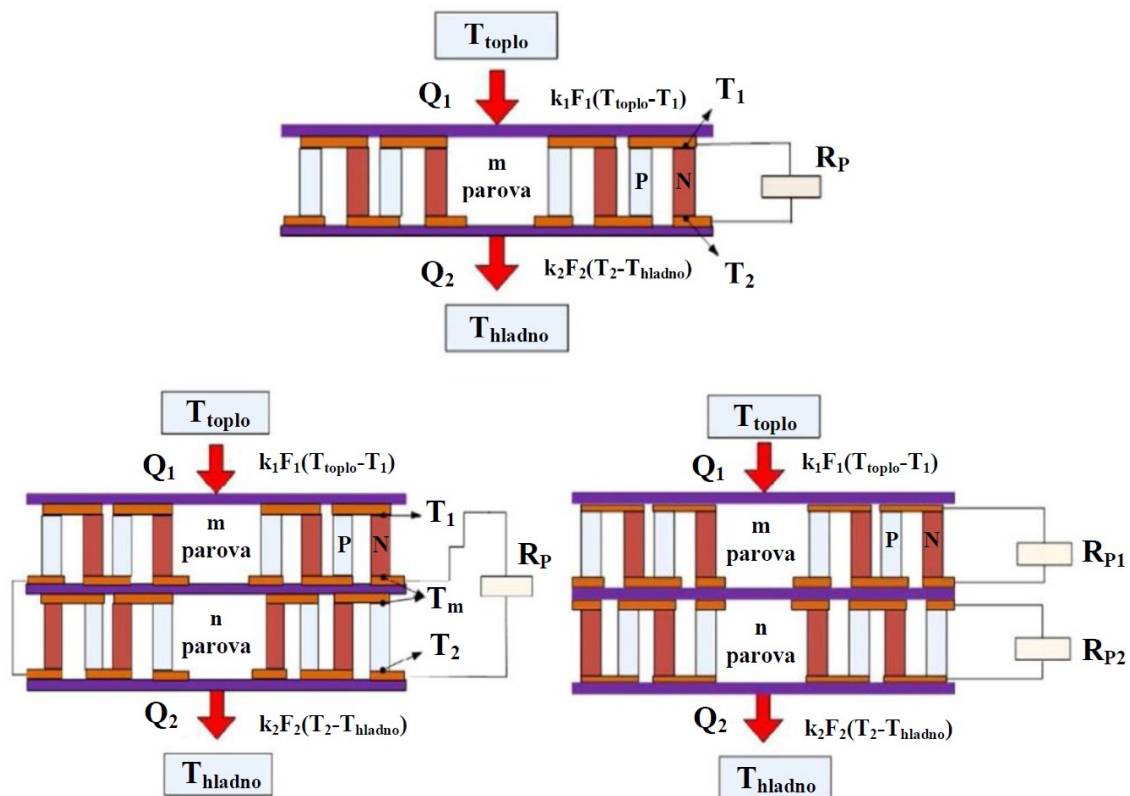 T_toplo
Q₁ k₁F₁(T_toplo-T₁)
T₁
m
parova
P N
R_P
Q₂ k₂F₂(T₂-T_hladno)
T₂
T_hladno
T_toplo
Q₁ k₁F₁(T_toplo-T₁)
m
parova
P N
T₁
R_P
T_m
n
parova
T₂
Q₂ k₂F₂(T₂-T_hladno)
T_hladno
T_toplo
Q₁ k₁F₁(T_toplo-T₁)
m
parova
P N
R_P1
n
parova
R_P2
Q₂ k₂F₂(T₂-T_hladno)
T_hladno